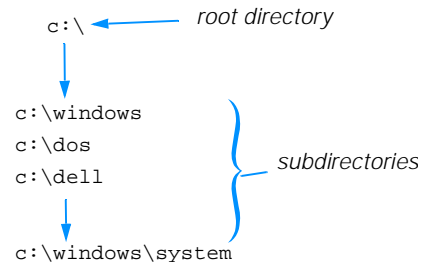 c:\
root directory
c:\windows
c:\dos
c:\dell
subdirectories
c:\windows\system